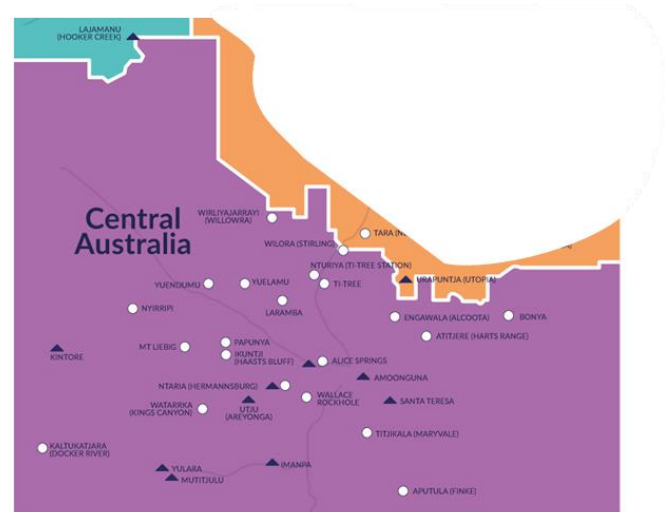 LAJAMANU
(HOOKER CREEK)
Central
Australia
WIRLIYAJARRAYI
(WILLOWRA)
TARA
WILORA (STIRLING)
NTURIYA (TI-TREE STATION)
YUENDUMU
YUELAMU
TI-TREE
URAPUNTJA (UTOPIA)
LARAMBA
NYIRRIPI
ENGAWALA (ALCOOTA)
BONYA
ATITJERE (HARTS RANGE)
KINTORE
MT LIEBIG
PAPUNYA
IKUNTJI
(HAASTS BLUFF)
ALICE SPRINGS
AMOONGUNA
NTARIA (HERMANNSBURG)
WALLACE
ROCKHOLE
SANTA TERESA
WATARRKA
(KINGS CANYON)
UTJU
(AREYONGA)
TITJIKALA (MARYVALE)
KALTUKATJARA
(DOCKER RIVER)
YULARA
MUTITJULU
IMANPA
APUTULA (FINKE)